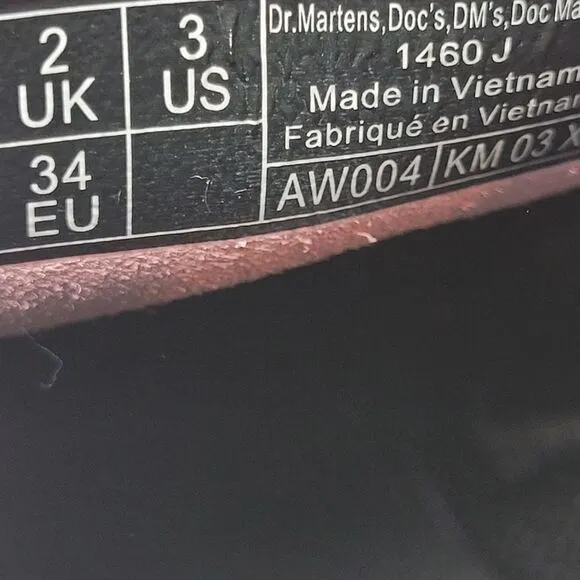 2 UK
3 US
34 EU
Dr.Martens,Doc's,DM's,Doc Ma
1460 J
Made in Vietnam
Fabriqué en Vietnam
AW004
KM 03 X